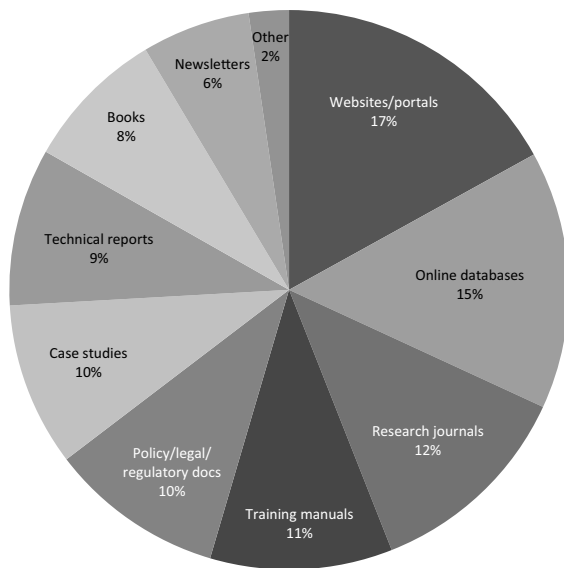 Other
2%
Websites/portals
17%
Online databases
15%
Research journals
12%
Training manuals
11%
Policy/legal/
regulatory docs
10%
Case studies
10%
Technical reports
9%
Books
8%
Newsletters
6%